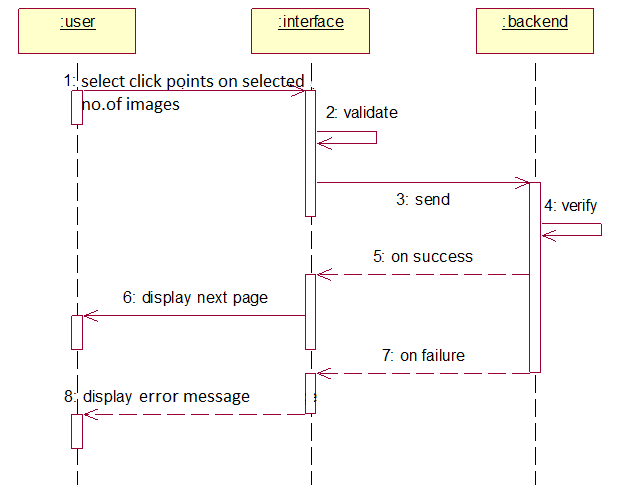 :user
:interface
:backend
1: select click points on selected
no.of images
2: validate
3: send
4: verify
5: on success
6: display next page
7: on failure
8: display error message